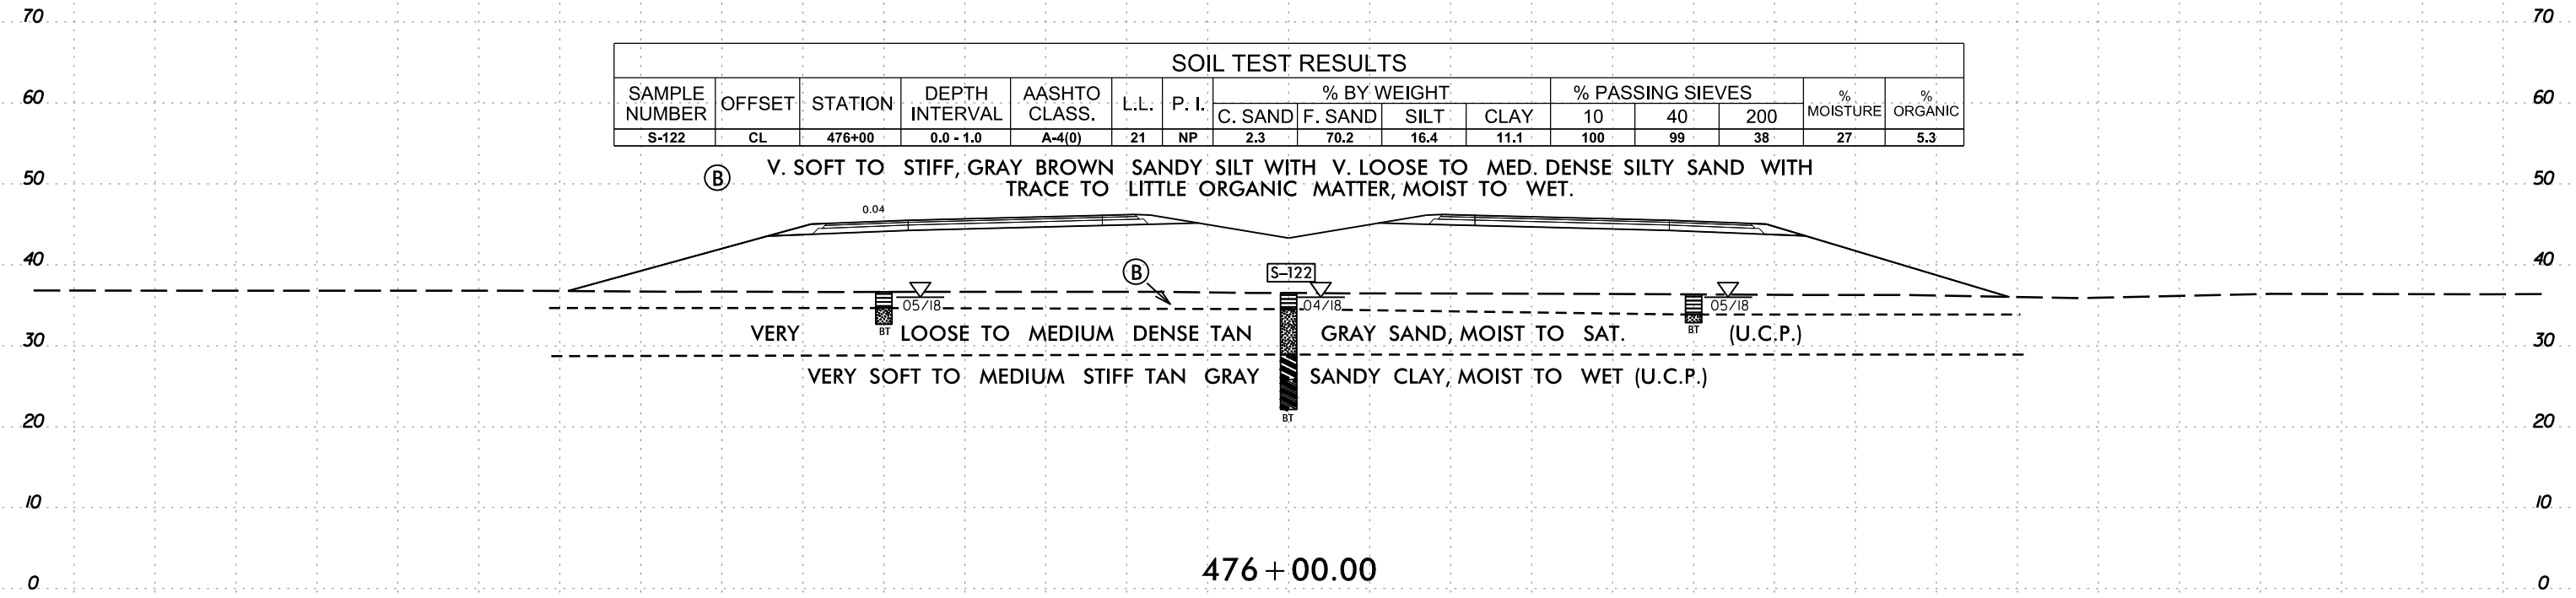 70 70
SOIL TEST RESULTS
SAMPLE NUMBER OFFSET STATION DEPTH INTERVAL AASHTO CLASS. L.L. P. I. % BY WEIGHT % PASSING SIEVES % MOISTURE % ORGANIC
C. SAND F. SAND SILT CLAY 10 40 200
60 60
S-122 CL 476+00 0.0 - 1.0 A-4(0) 21 NP 2.3 70.2 16.4 11.1 100 99 38 27 5.3
B V. SOFT TO STIFF, GRAY BROWN SANDY SILT WITH V. LOOSE TO MED. DENSE SILTY SAND WITH
50 50
TRACE TO LITTLE ORGANIC MATTER, MOIST TO WET.
0.04
40 40
B S-122
05/18 04/18 05/18
BT BT
VERY LOOSE TO MEDIUM DENSE TAN GRAY SAND, MOIST TO SAT. (U.C.P.)
30 30
VERY SOFT TO MEDIUM STIFF TAN GRAY SANDY CLAY, MOIST TO WET (U.C.P.)
BT
20 20
10 10
476+00.00
0 0